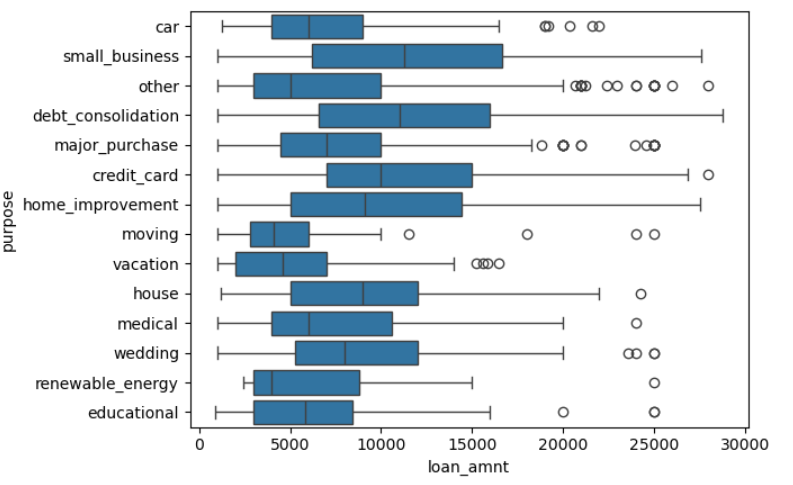 car
small_business
other
debt_consolidation
major_purchase
credit_card
home_improvement
moving
vacation
house
medical
wedding
renewable_energy
educational
purpose
0 5000 10000 15000 20000 25000 30000
loan_amnt